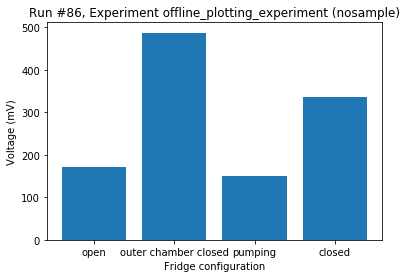 Run #86, Experiment offline_plotting_experiment (nosample)
500
400
300
200
100
0
Voltage (mV)
open outer chamber closed pumping closed
Fridge configuration